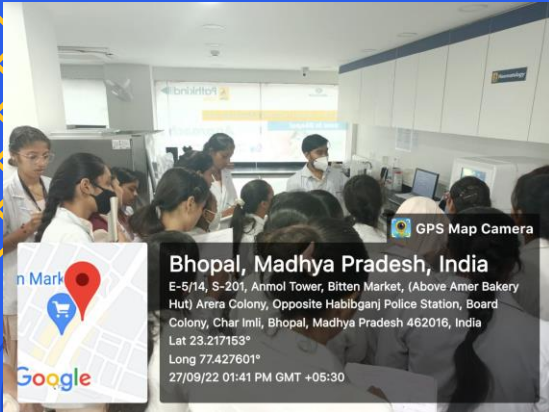 Pathkind
Haematology
GPS Map Camera
Bhopal, Madhya Pradesh, India
E-5/14, S-201, Anmol Tower, Bitten Market, (Above Amer Bakery
Hut) Arera Colony, Opposite Habibganj Police Station, Board
Colony, Char Imli, Bhopal, Madhya Pradesh 462016, India
Lat 23.217153°
Long 77.427601°
27/09/22 01:41 PM GMT +05:30
n Mark
Google